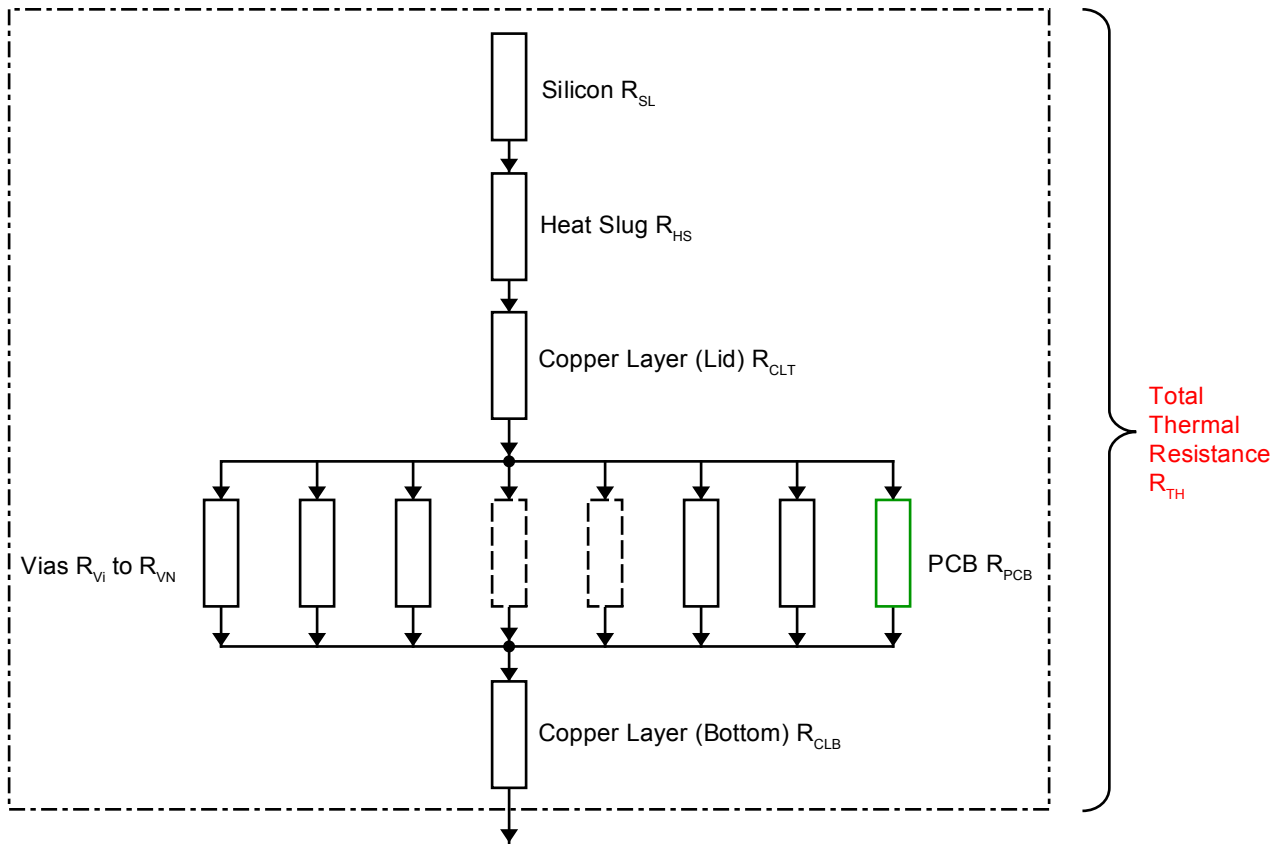 Silicon R_SL
Heat Slug R_HS
Copper Layer (Lid) R_CLT
Total
Thermal
Resistance
R_TH
Vias R_Vi to R_VN
PCB R_PCB
Copper Layer (Bottom) R_CLB